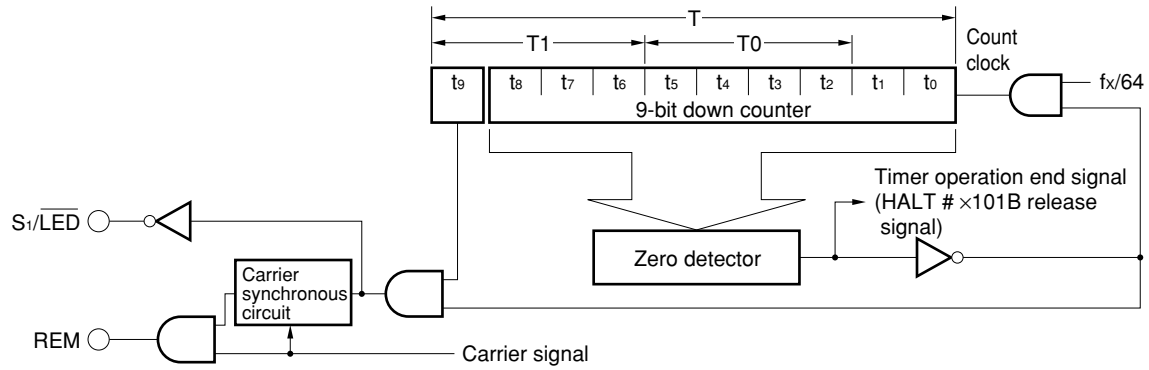 T
T1 T0
Count
clock
t9 t8 t7 t6 t5 t4 t3 t2 t1 t0
fx/64
9-bit down counter
Timer operation end signal
(HALT # ×101B release
signal)
S1/L̅E̅D̅
Zero detector
Carrier
synchronous
circuit
REM
Carrier signal